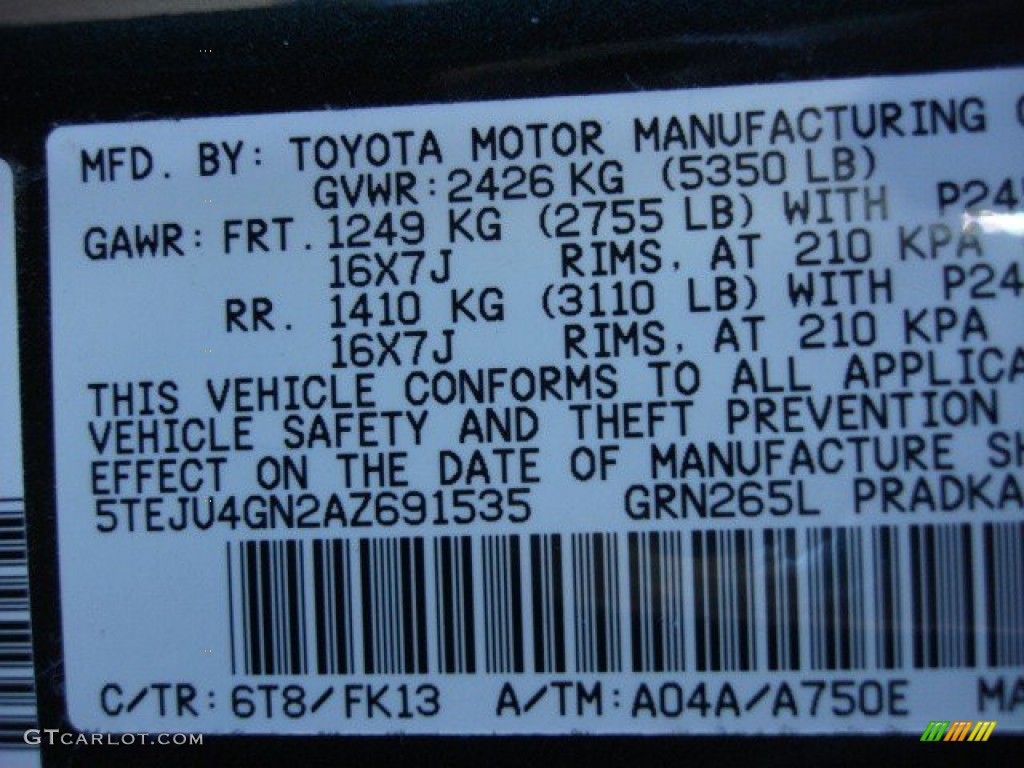 MFD. BY: TOYOTA MOTOR MANUFACTURING
GVWR: 2426 KG (5350 LB)
GAWR: FRT. 1249 KG (2755 LB) WITH P24
16X7J RIMS, AT 210 KPA
RR. 1410 KG (3110 LB) WITH P24
16X7J RIMS, AT 210 KPA
THIS VEHICLE CONFORMS TO ALL APPLICA
VEHICLE SAFETY AND THEFT PREVENTION
EFFECT ON THE DATE OF MANUFACTURE SH
5TEJU4GN2AZ691535 GRN265L PRADKA
C/TR: 6T8/FK13 A/TM: A04A/A750E MA
GTCARLOT.COM